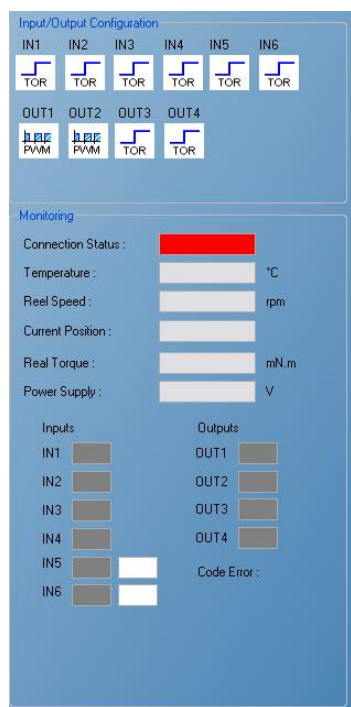 Input/Output Configuration
IN1 IN2 IN3 IN4 IN5 IN6
TOR TOR TOR TOR TOR TOR
OUT1 OUT2 OUT3 OUT4
PWM PWM TOR TOR
Monitoring
Connection Status :
Temperature : °C
Reel Speed : rpm
Current Position :
Real Torque : mN.m
Power Supply : V
Inputs Outputs
IN1 OUT1
IN2 OUT2
IN3 OUT3
IN4 OUT4
IN5
Code Error :
IN6